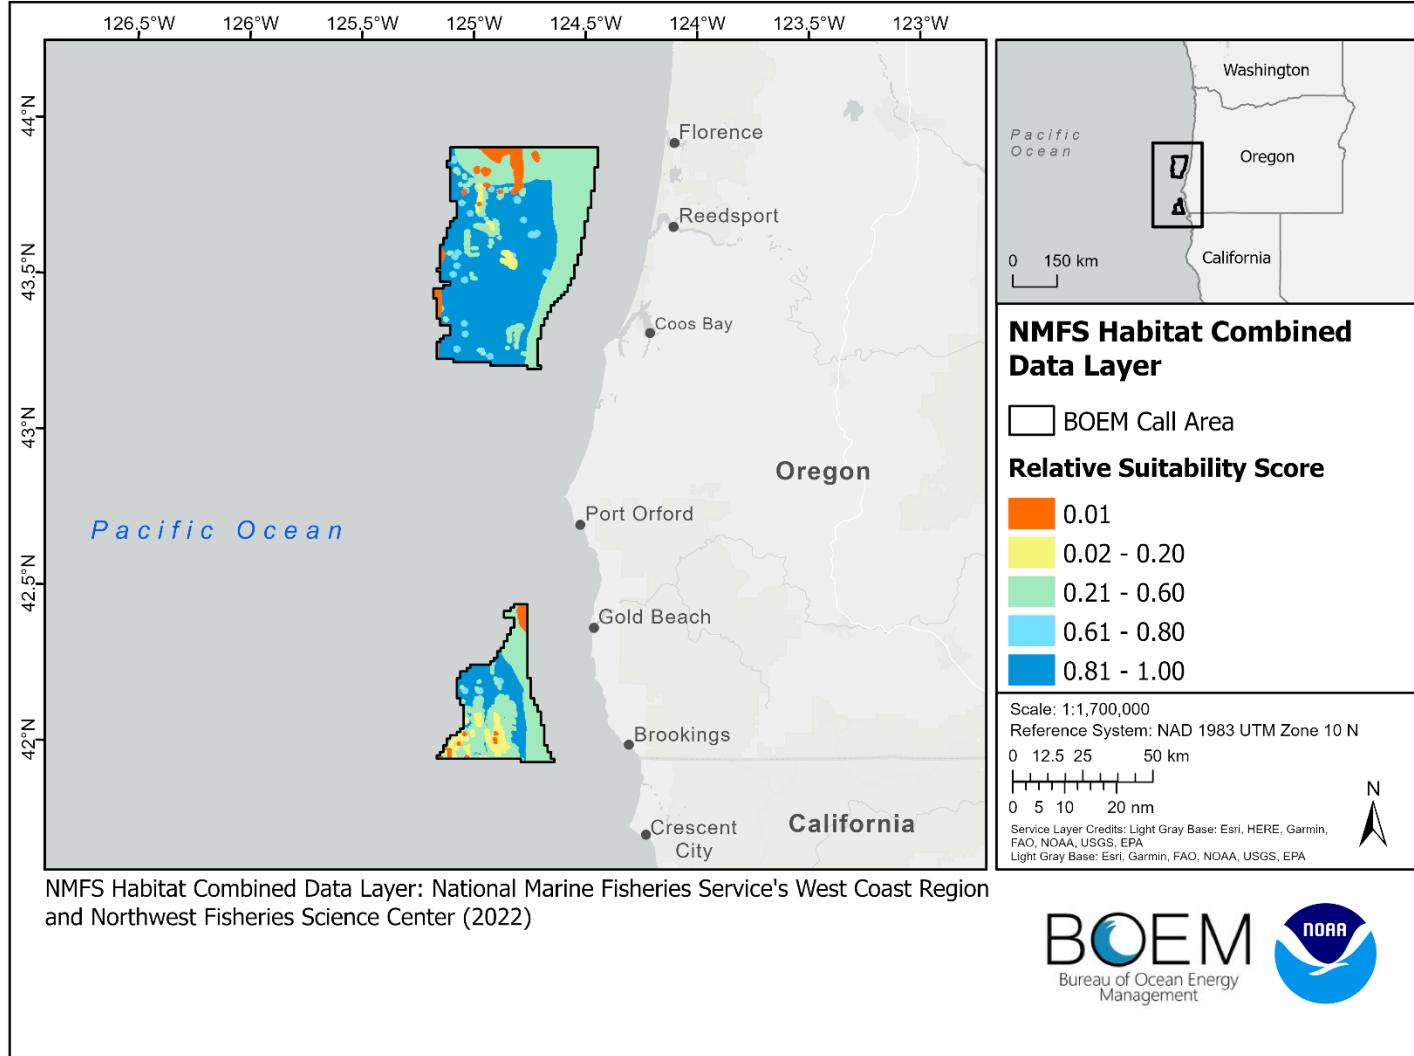 126.5°W 126°W 125.5°W 125°W 124.5°W 124°W 123.5°W 123°W
44°N
43.5°N
43°N
42.5°N
42°N
Florence
Reedsport
Coos Bay
Oregon
Port Orford
Pacific Ocean
Gold Beach
Brookings
California
Crescent
City
Washington
Pacific
Ocean
Oregon
California
0 150 km
NMFS Habitat Combined
Data Layer
BOEM Call Area
Relative Suitability Score
0.01
0.02 - 0.20
0.21 - 0.60
0.61 - 0.80
0.81 - 1.00
Scale: 1:1,700,000
Reference System: NAD 1983 UTM Zone 10 N
0 12.5 25 50 km
0 5 10 20 nm
N
Service Layer Credits: Light Gray Base: Esri, HERE, Garmin,
FAO, NOAA, USGS, EPA
Light Gray Base: Esri, Garmin, FAO, NOAA, USGS, EPA
NMFS Habitat Combined Data Layer: National Marine Fisheries Service's West Coast Region
and Northwest Fisheries Science Center (2022)
BOEM
Bureau of Ocean Energy
Management
NOAA